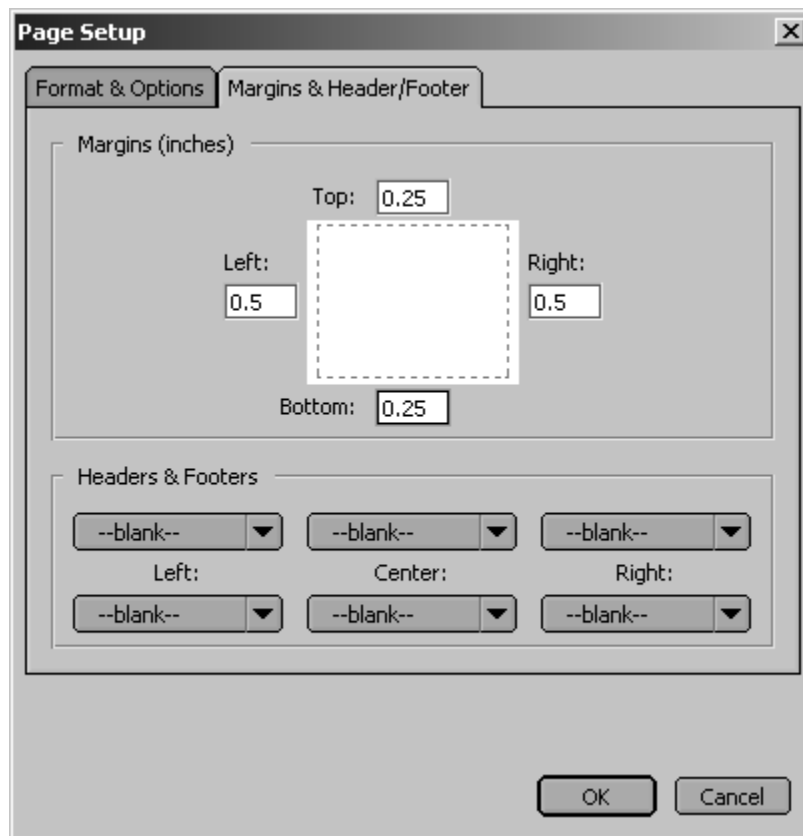 Page Setup
Format & Options Margins & Header/Footer
Margins (inches)
Top: 0.25
Left: Right:
0.5 0.5
Bottom: 0.25
Headers & Footers
--blank-- --blank-- --blank--
Left: Center: Right:
--blank-- --blank-- --blank--
OK Cancel